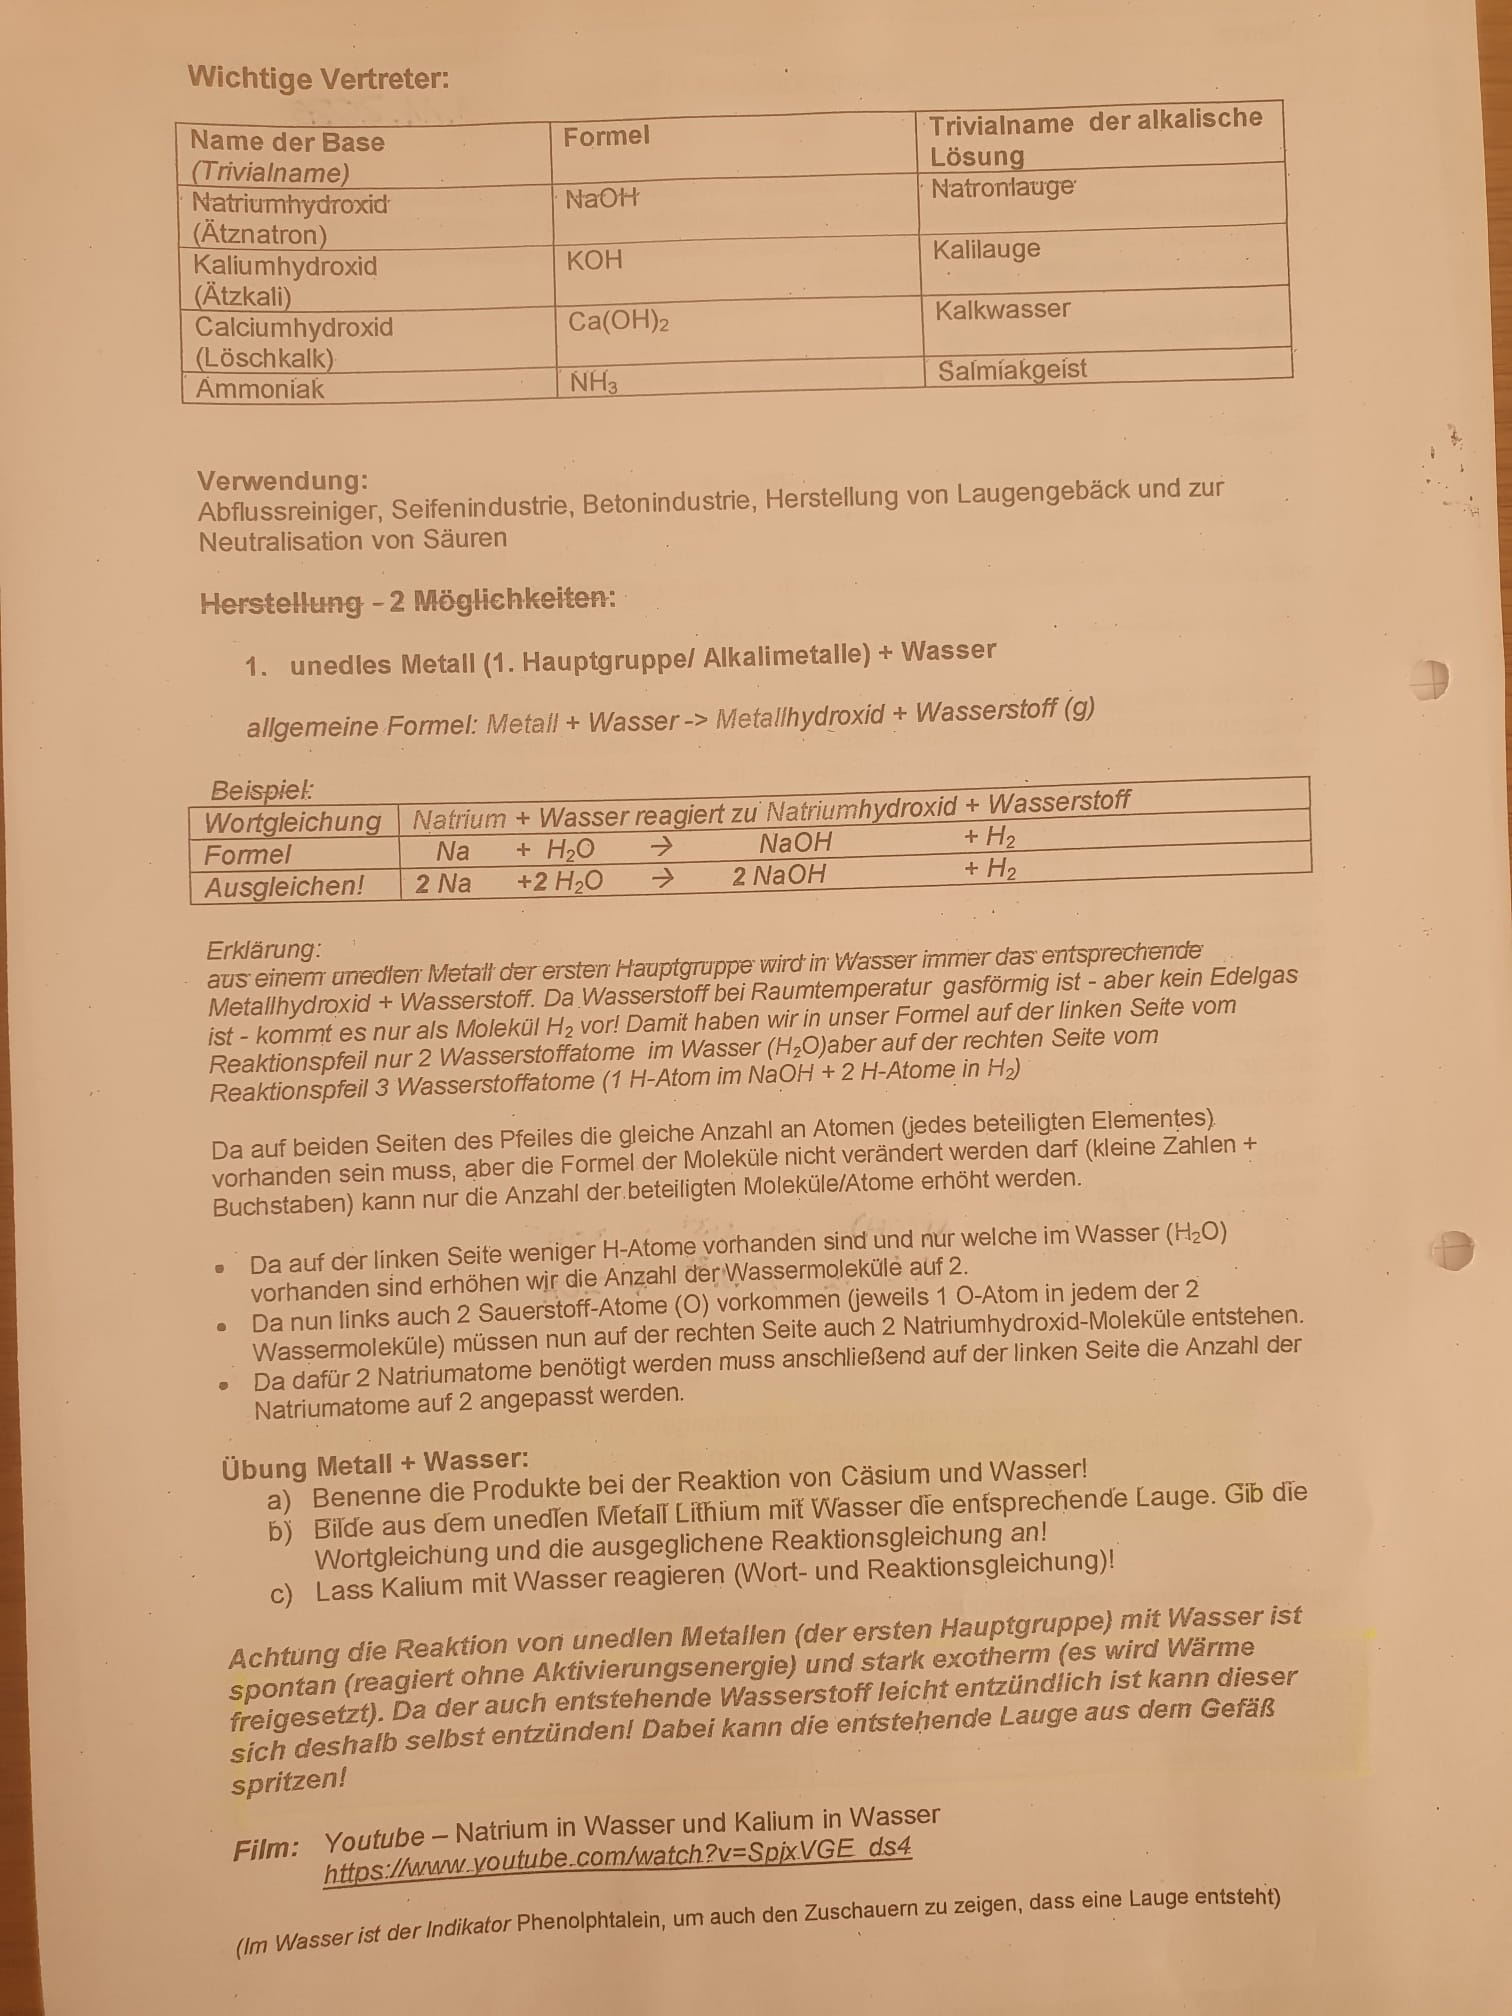 Wichtige Vertreter:
Name der Base
(Trivialname)
Formel
Trivialname der alkalische
Lösung
Natriumhydroxid
(Ätznatron)
NaOH
Natronlauge
Kaliumhydroxid
(Ätzkali)
KOH
Kalilauge
Calciumhydroxid
(Löschkalk)
Ca(OH)₂
Kalkwasser
Ammoniak
NH₃
Salmiakgeist
Verwendung:
Abflussreiniger, Seifenindustrie, Betonindustrie, Herstellung von Laugengebäck und zur
Neutralisation von Säuren
Herstellung - 2 Möglichkeiten:
1. unedles Metall (1. Hauptgruppe/ Alkalimetalle) + Wasser
allgemeine Formel: Metall + Wasser -> Metallhydroxid + Wasserstoff (g)
Beispiel:
Wortgleichung Natrium + Wasser reagiert zu Natriumhydroxid + Wasserstoff
Formel Na + H₂O → NaOH + H₂
Ausgleichen! 2 Na +2 H₂O → 2 NaOH + H₂
Erklärung:
aus einem unedlen Metall der ersten Hauptgruppe wird in Wasser immer das entsprechende
Metallhydroxid + Wasserstoff. Da Wasserstoff bei Raumtemperatur gasförmig ist - aber kein Edelgas
ist - kommt es nur als Molekül H₂ vor! Damit haben wir in unser Formel auf der linken Seite vom
Reaktionspfeil nur 2 Wasserstoffatome im Wasser (H₂O)aber auf der rechten Seite vom
Reaktionspfeil 3 Wasserstoffatome (1 H-Atom im NaOH + 2 H-Atome in H₂)
Da auf beiden Seiten des Pfeiles die gleiche Anzahl an Atomen (jedes beteiligten Elementes)
vorhanden sein muss, aber die Formel der Moleküle nicht verändert werden darf (kleine Zahlen +
Buchstaben) kann nur die Anzahl der beteiligten Moleküle/Atome erhöht werden.
• Da auf der linken Seite weniger H-Atome vorhanden sind und nur welche im Wasser (H₂O)
vorhanden sind erhöhen wir die Anzahl der Wassermoleküle auf 2.
• Da nun links auch 2 Sauerstoff-Atome (O) vorkommen (jeweils 1 O-Atom in jedem der 2
Wassermoleküle) müssen nun auf der rechten Seite auch 2 Natriumhydroxid-Moleküle entstehen.
• Da dafür 2 Natriumatome benötigt werden muss anschließend auf der linken Seite die Anzahl der
Natriumatome auf 2 angepasst werden.
Übung Metall + Wasser:
a) Benenne die Produkte bei der Reaktion von Cäsium und Wasser!
b) Bilde aus dem unedlen Metall Lithium mit Wasser die entsprechende Lauge. Gib die
Wortgleichung und die ausgeglichene Reaktionsgleichung an!
c) Lass Kalium mit Wasser reagieren (Wort- und Reaktionsgleichung)!
Achtung die Reaktion von unedlen Metallen (der ersten Hauptgruppe) mit Wasser ist
spontan (reagiert ohne Aktivierungsenergie) und stark exotherm (es wird Wärme
freigesetzt). Da der auch entstehende Wasserstoff leicht entzündlich ist kann dieser
sich deshalb selbst entzünden! Dabei kann die entstehende Lauge aus dem Gefäß
spritzen!
Film: Youtube – Natrium in Wasser und Kalium in Wasser
https://www.youtube.com/watch?v=SpjxVGE_ds4
(Im Wasser ist der Indikator Phenolphtalein, um auch den Zuschauern zu zeigen, dass eine Lauge entsteht)